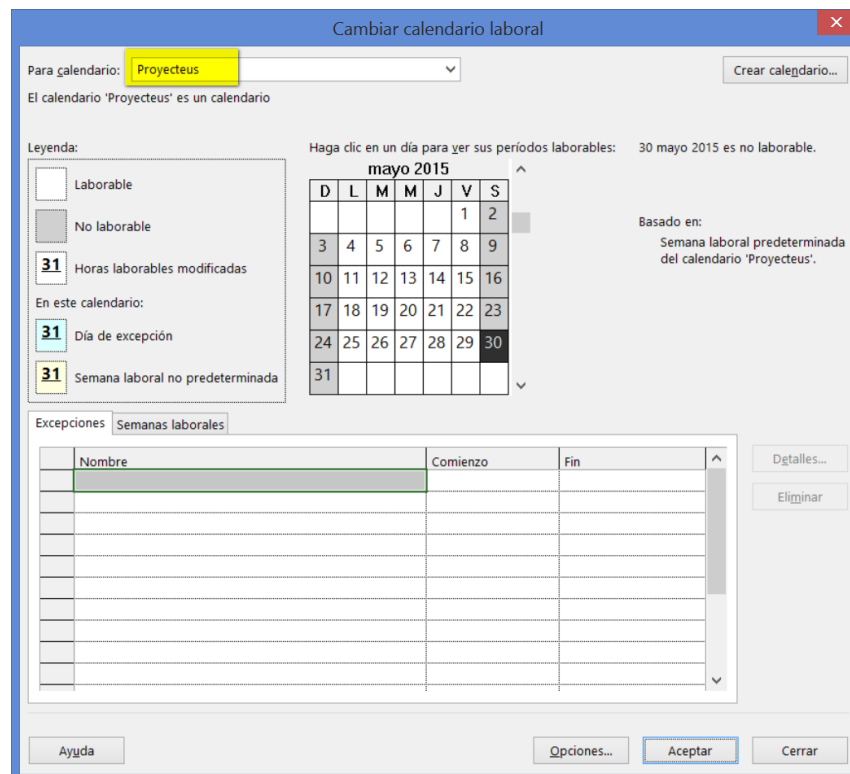 Cambiar calendario laboral
Para calendario: Proyecteus
Crear calendario...
El calendario 'Proyecteus' es un calendario
Leyenda:
Laborable
No laborable
31 Horas laborables modificadas
En este calendario:
31 Día de excepción
31 Semana laboral no predeterminada
Haga clic en un día para ver sus períodos laborables:
mayo 2015
D L M M J V S
1 2
3 4 5 6 7 8 9
10 11 12 13 14 15 16
17 18 19 20 21 22 23
24 25 26 27 28 29 30
31
30 mayo 2015 es no laborable.
Basado en:
Semana laboral predeterminada
del calendario 'Proyecteus'.
Excepciones Semanas laborales
Nombre Comienzo Fin
Detalles...
Eliminar
Ayuda Opciones... Aceptar Cerrar